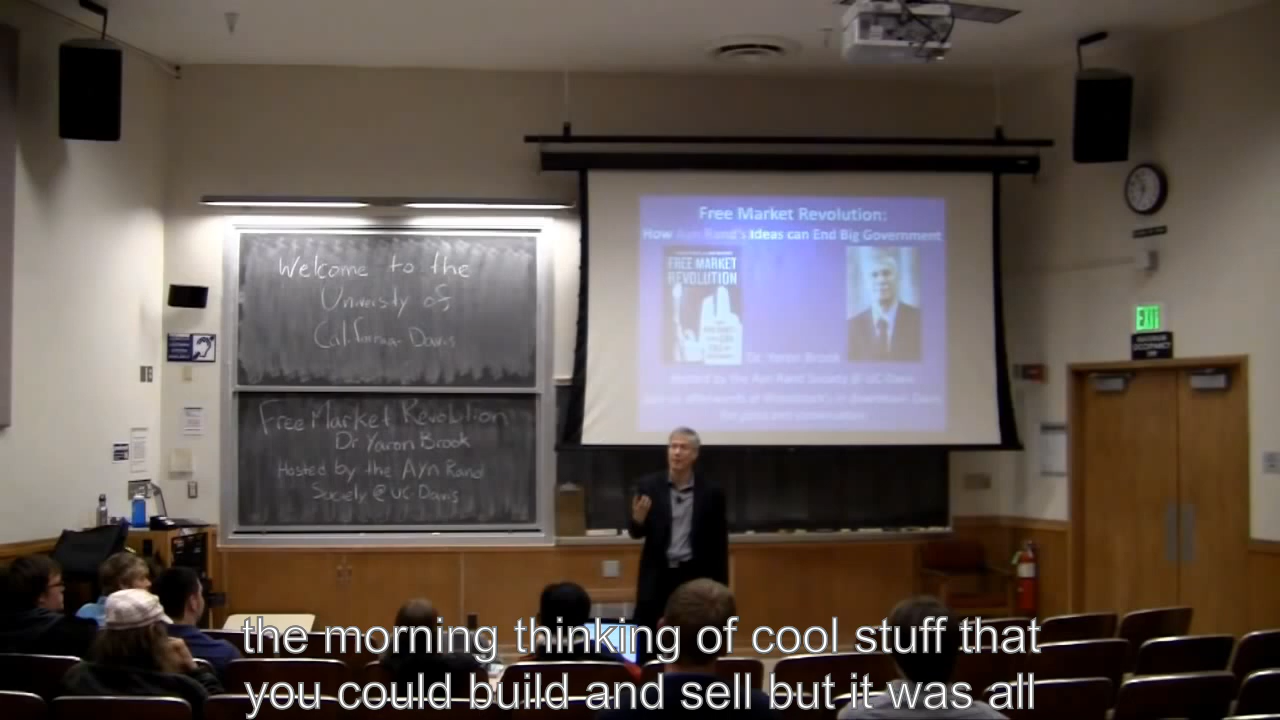 Welcome to the
University of
California-Davis
Free Market Revolution
Dr Yaron Brook
Hosted by the Ayn Rand
Society @ UC Davis
Free Market Revolution:
How Ayn Rand's Ideas can End Big Government
FREE MARKET
REVOLUTION
Dr. Yaron Brook
Hosted by the Ayn Rand Society @ UC Davis
EXIT
the morning thinking of cool stuff that
you could build and sell but it was all